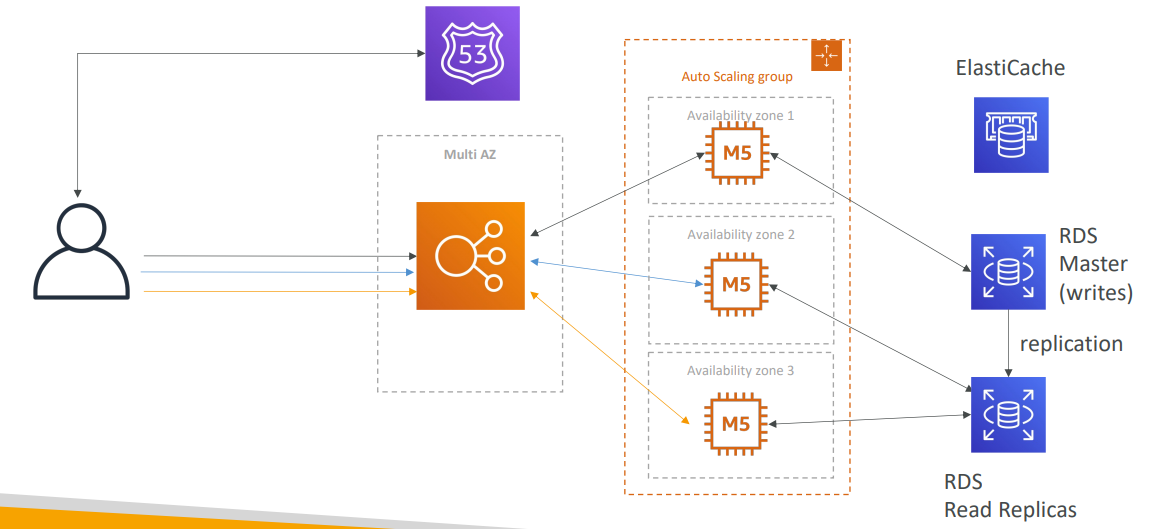 53
Auto Scaling group
ElastiCache
Availability zone 1
M5
Multi AZ
Availability zone 2
M5
RDS
Master
(writes)
replication
Availability zone 3
M5
RDS
Read Replicas